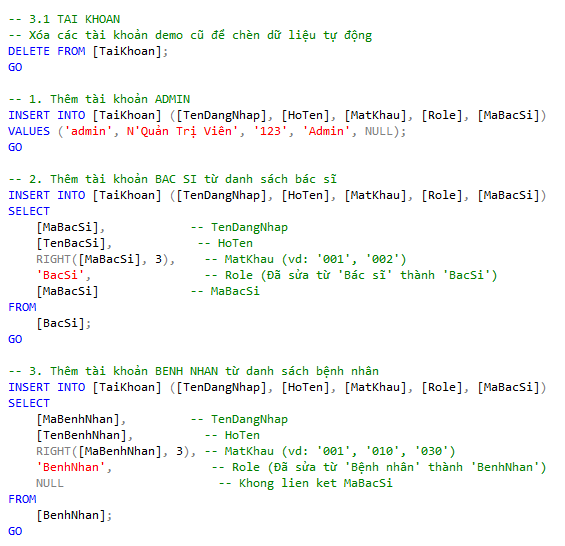 -- 3.1 TAI KHOAN
-- Xóa các tài khoản demo cũ để chèn dữ liệu tự động
DELETE FROM [TaiKhoan];
GO
-- 1. Thêm tài khoản ADMIN
INSERT INTO [TaiKhoan] ([TenDangNhap], [HoTen], [MatKhau], [Role], [MaBacSi])
VALUES ('admin', N'Quản Trị Viên', '123', 'Admin', NULL);
GO
-- 2. Thêm tài khoản BAC SI từ danh sách bác sĩ
INSERT INTO [TaiKhoan] ([TenDangNhap], [HoTen], [MatKhau], [Role], [MaBacSi])
SELECT
[MaBacSi], -- TenDangNhap
[TenBacSi], -- HoTen
RIGHT([MaBacSi], 3), -- MatKhau (vd: '001', '002')
'BacSi', -- Role (Đã sửa từ 'Bác sĩ' thành 'BacSi')
[MaBacSi] -- MaBacSi
FROM
[BacSi];
GO
-- 3. Thêm tài khoản BENH NHAN từ danh sách bệnh nhân
INSERT INTO [TaiKhoan] ([TenDangNhap], [HoTen], [MatKhau], [Role], [MaBacSi])
SELECT
[MaBenhNhan], -- TenDangNhap
[TenBenhNhan], -- HoTen
RIGHT([MaBenhNhan], 3), -- MatKhau (vd: '001', '010', '030')
'BenhNhan', -- Role (Đã sửa từ 'Bệnh nhân' thành 'BenhNhan')
NULL -- Khong lien ket MaBacSi
FROM
[BenhNhan];
GO